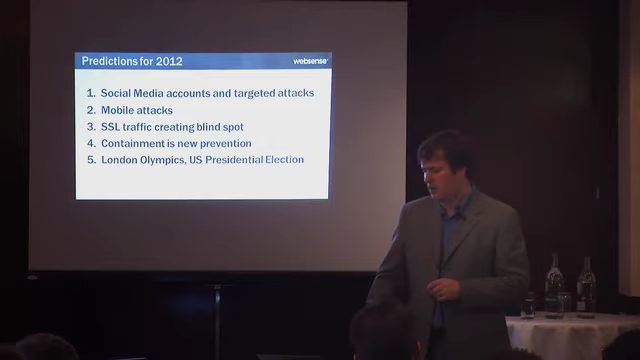 Predictions for 2012
websense
1. Social Media accounts and targeted attacks
2. Mobile attacks
3. SSL traffic creating blind spot
4. Containment is new prevention
5. London Olympics, US Presidential Election